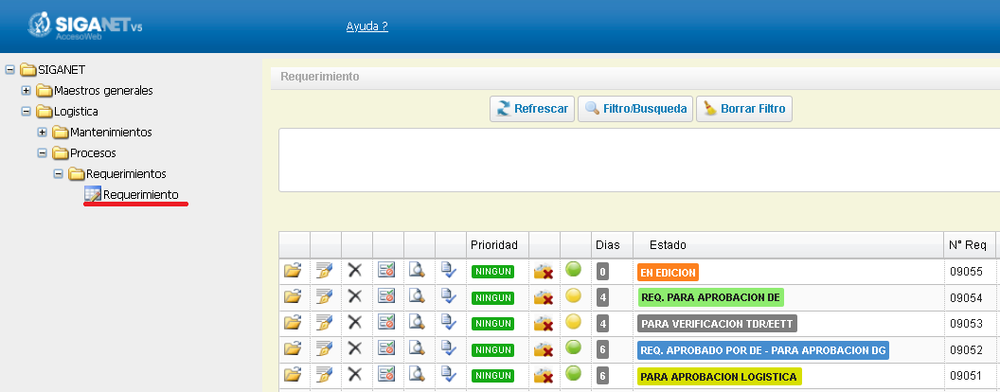 SIGANET V5
AccesoWeb
Ayuda ?
SIGANET
Maestros generales
Logistica
Mantenimientos
Procesos
Requerimientos
Requerimiento
Requerimiento
Refrescar Filtro/Busqueda Borrar Filtro
Prioridad Dias Estado N° Req
NINGUN 0 EN EDICION 09055
NINGUN 4 REQ. PARA APROBACION DE 09054
NINGUN 4 PARA VERIFICACION TDR/EETT 09053
NINGUN 6 REQ. APROBADO POR DE - PARA APROBACION DG 09052
NINGUN 6 PARA APROBACION LOGISTICA 09051